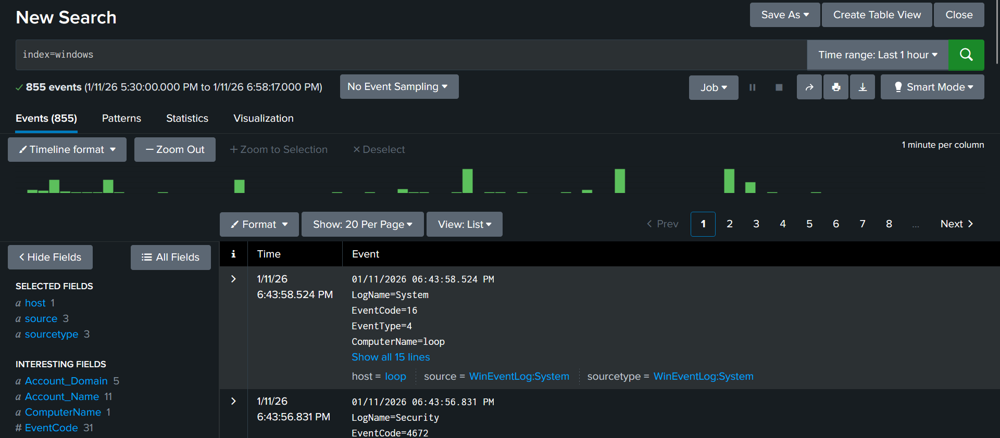 New Search
Save As
Create Table View
Close
index=windows
Time range: Last 1 hour
855 events (1/11/26 5:30:00.000 PM to 1/11/26 6:58:17.000 PM)
No Event Sampling
Job
Smart Mode
Events (855)
Patterns
Statistics
Visualization
Timeline format
Zoom Out
+ Zoom to Selection
× Deselect
1 minute per column
Format
Show: 20 Per Page
View: List
< Prev
1
2
3
4
5
6
7
8
...
Next >
< Hide Fields
All Fields
i
Time
Event
SELECTED FIELDS
a host 1
a source 3
a sourcetype 3
INTERESTING FIELDS
a Account_Domain 5
a Account_Name 11
a ComputerName 1
# EventCode 31
1/11/26
6:43:58.524 PM
01/11/2026 06:43:58.524 PM
LogName=System
EventCode=16
EventType=4
ComputerName=loop
Show all 15 lines
host = loop source = WinEventLog:System sourcetype = WinEventLog:System
1/11/26
6:43:56.831 PM
01/11/2026 06:43:56.831 PM
LogName=Security
EventCode=4672